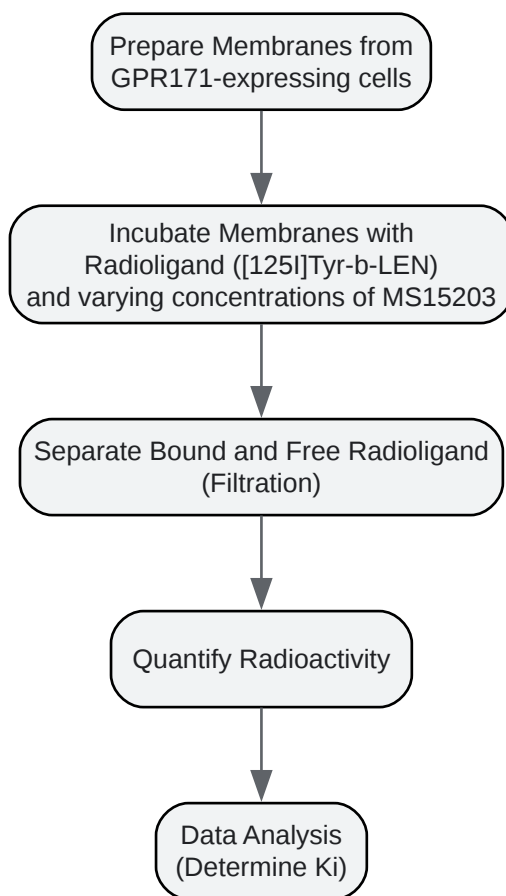 Prepare Membranes from
GPR171-expressing cells
Incubate Membranes with
Radioligand ([125I]Tyr-b-LEN)
and varying concentrations of MS15203
Separate Bound and Free Radioligand
(Filtration)
Quantify Radioactivity
Data Analysis
(Determine Ki)